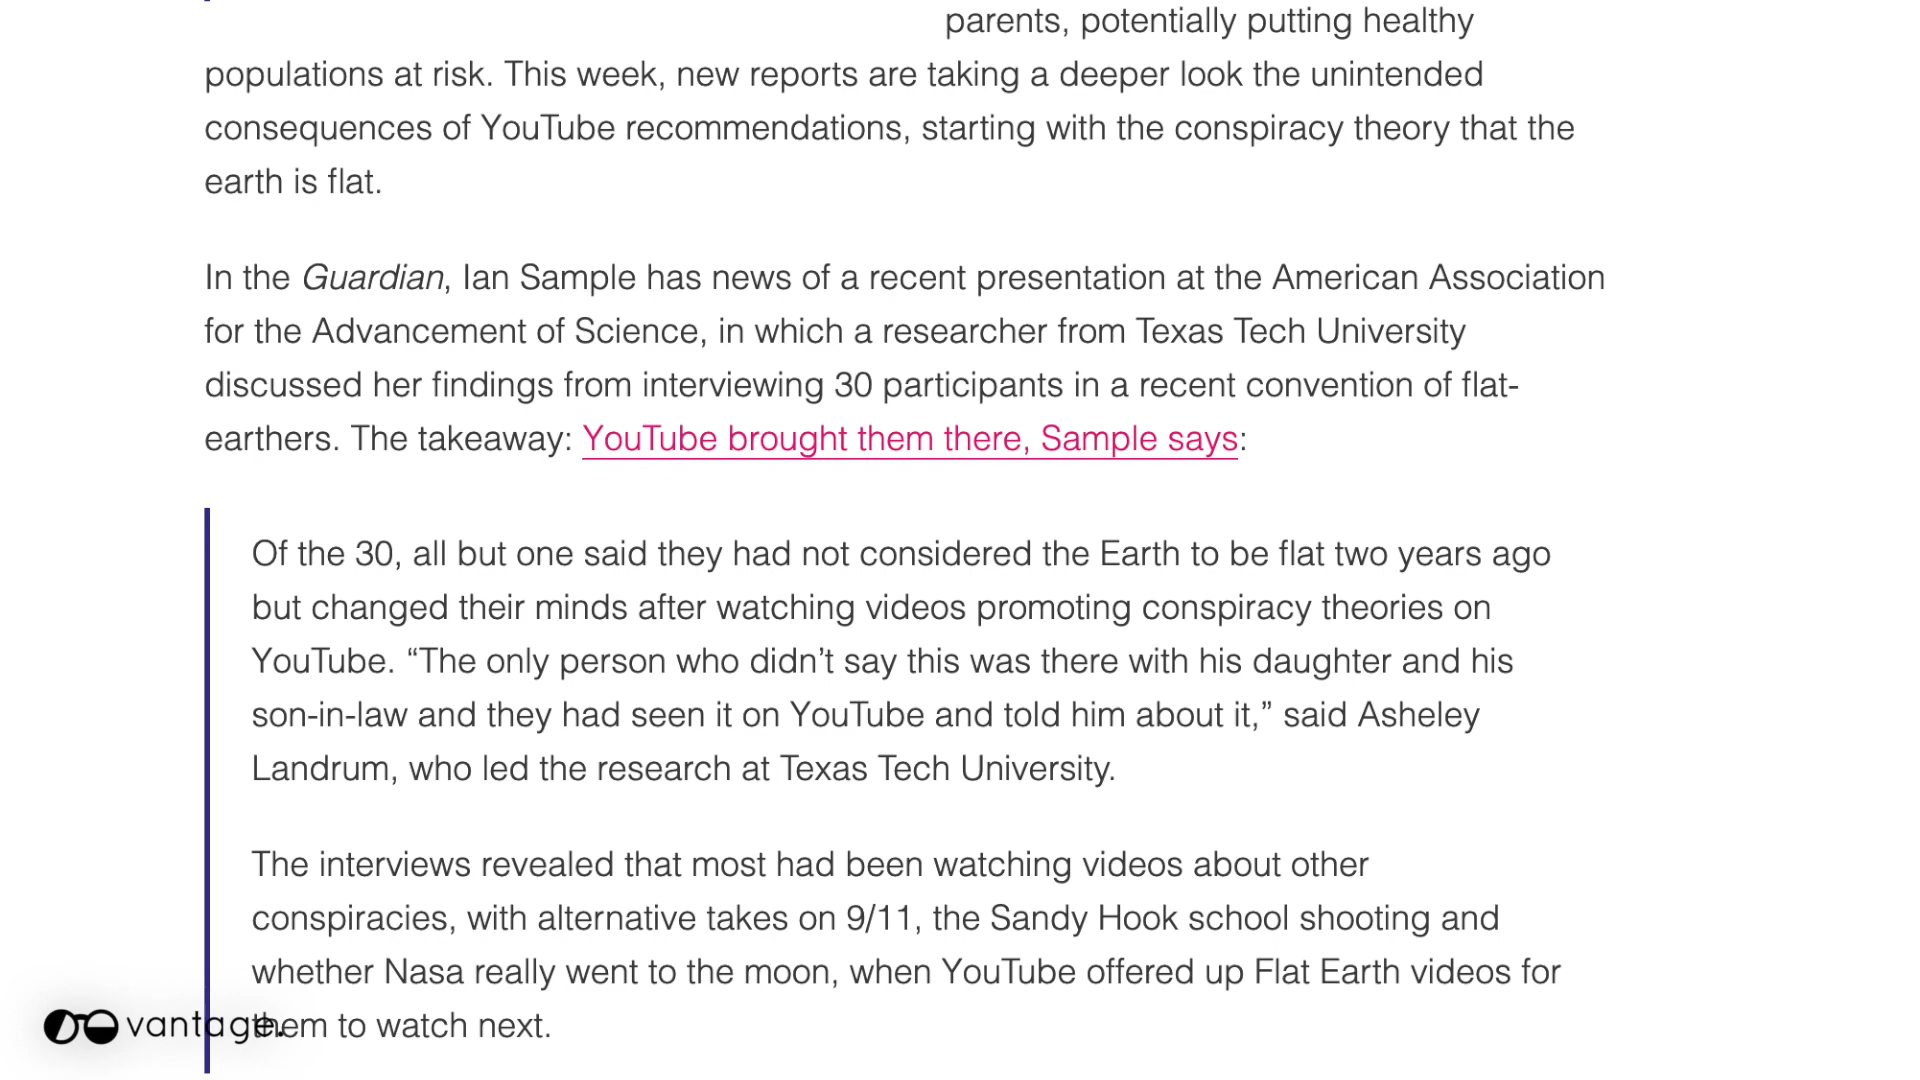 parents, potentially putting healthy
populations at risk. This week, new reports are taking a deeper look the unintended
consequences of YouTube recommendations, starting with the conspiracy theory that the
earth is flat.
In the Guardian, Ian Sample has news of a recent presentation at the American Association
for the Advancement of Science, in which a researcher from Texas Tech University
discussed her findings from interviewing 30 participants in a recent convention of flat-
earthers. The takeaway: YouTube brought them there, Sample says:
Of the 30, all but one said they had not considered the Earth to be flat two years ago
but changed their minds after watching videos promoting conspiracy theories on
YouTube. “The only person who didn’t say this was there with his daughter and his
son-in-law and they had seen it on YouTube and told him about it,” said Asheley
Landrum, who led the research at Texas Tech University.
The interviews revealed that most had been watching videos about other
conspiracies, with alternative takes on 9/11, the Sandy Hook school shooting and
whether Nasa really went to the moon, when YouTube offered up Flat Earth videos for
them to watch next.
vantage.